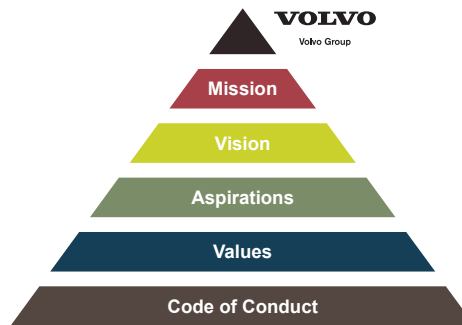 VOLVO
Volvo Group
Mission
Vision
Aspirations
Values
Code of Conduct